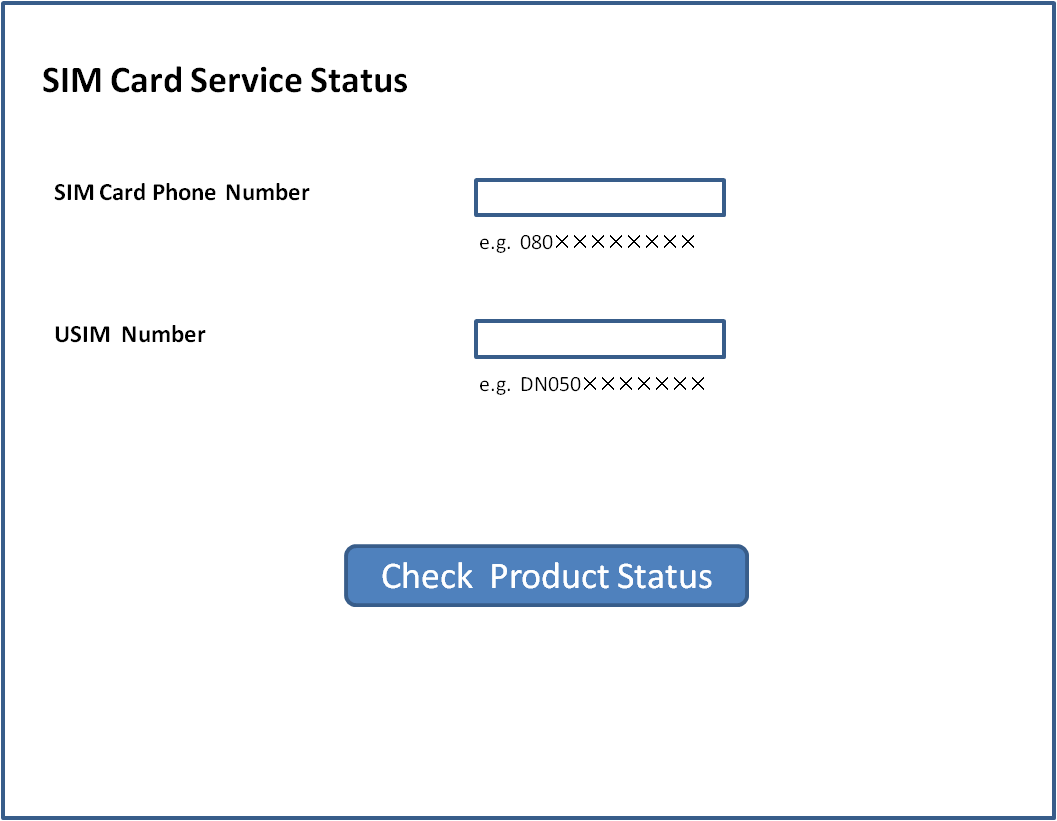 SIM Card Service Status
SIM Card Phone Number
e.g. 080××××××××
USIM Number
e.g. DN050×××××××
Check Product Status